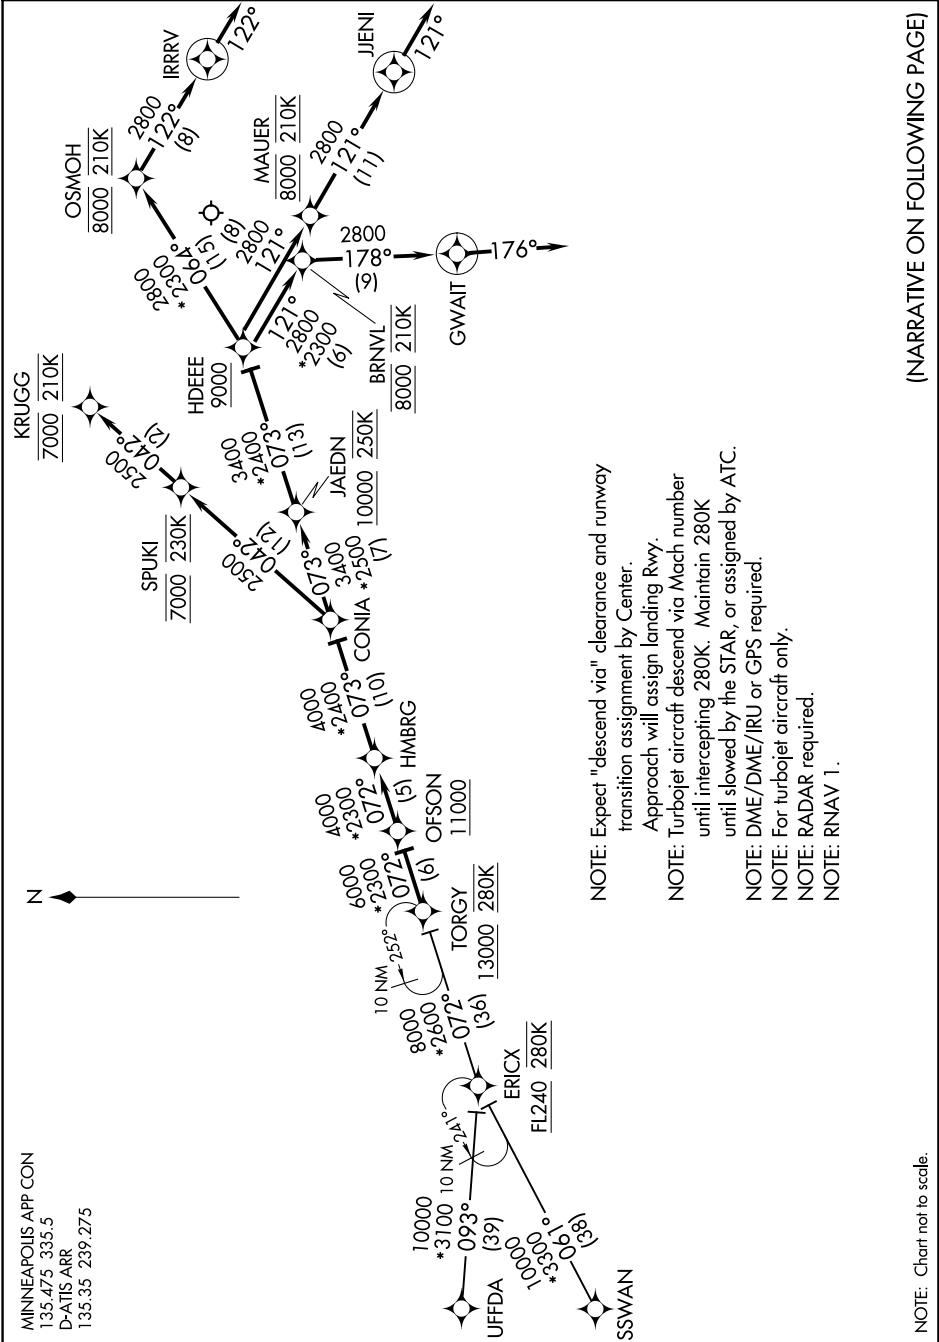 MINNEAPOLIS APP CON
135.475 335.5
D-ATIS ARR
135.35 239.275
N
UFFDA
10000
*3100
093°
(39)
SSWAN
10000
*3300
061°
(38)
10 NM
241°
ERICX
FL240 280K
8000
*2600
072°
(36)
10 NM
252°
TORGY
13000 280K
6000
*2300
072°
(6)
OFSON
11000
4000
*2300
072°
(5)
HMBRG
4000
*2400
073°
(10)
CONIA
2500
042°
(12)
SPUKI
7000 230K
2500
042°
(2)
KRUGG
7000 210K
073°
3400
*2500
(7)
JAEDN
10000 250K
3400
*2400
073°
(13)
HDEEE
9000
2800
*2300
064°
(15)
OSMOH
8000 210K
2800
122°
(8)
IRRRV
122°
(8)
2800
121°
MAUER
8000 210K
2800
121°
(11)
JJENI
121°
121°
2800
*2300
(6)
BRNVL
8000 210K
2800
178°
(9)
GWAIT
176°
NOTE: Expect "descend via" clearance and runway
transition assignment by Center.
Approach will assign landing Rwy.
NOTE: Turbojet aircraft descend via Mach number
until intercepting 280K. Maintain 280K
until slowed by the STAR, or assigned by ATC.
NOTE: DME/DME/IRU or GPS required.
NOTE: For turbojet aircraft only.
NOTE: RADAR required.
NOTE: RNAV 1.
(NARRATIVE ON FOLLOWING PAGE)
NOTE: Chart not to scale.